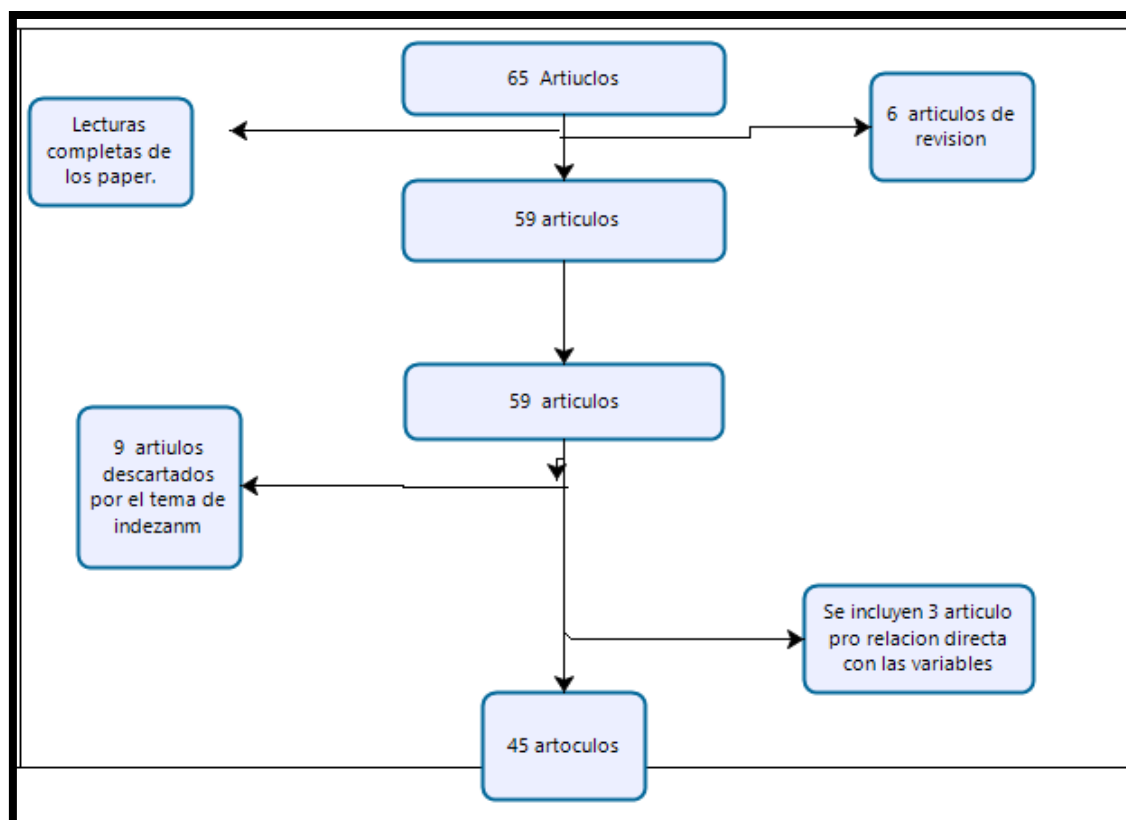 65 Artiuclos
Lecturas
completas de
los paper.
6 articulos de
revision
59 articulos
59 articulos
9 artiulos
descartados
por el tema de
indezanm
Se incluyen 3 articulo
pro relacion directa
con las variables
45 artoculos